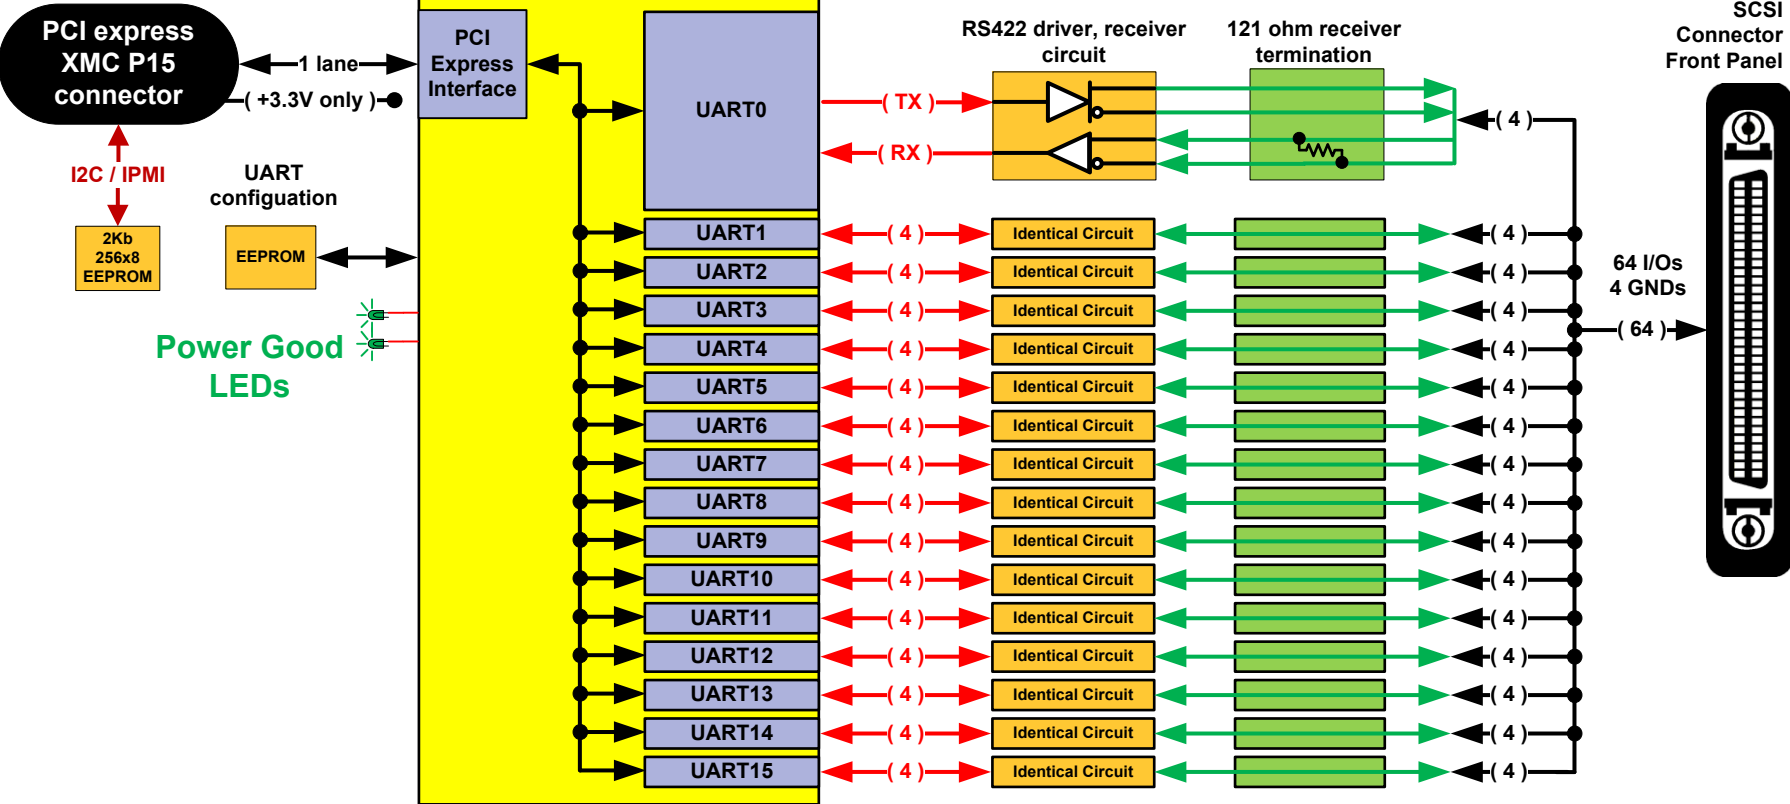 PCI express
XMC P15
connector
1 lane
( +3.3V only )
PCI
Express
Interface
I2C / IPMI
2Kb
256x8
EEPROM
UART
configuation
EEPROM
Power Good
LEDs
UART0
( TX )
( RX )
RS422 driver, receiver
circuit
121 ohm receiver
termination
( 4 )
SCSI
Connector
Front Panel
UART1
( 4 )
Identical Circuit
( 4 )
UART2
( 4 )
Identical Circuit
( 4 )
UART3
( 4 )
Identical Circuit
( 4 )
UART4
( 4 )
Identical Circuit
( 4 )
UART5
( 4 )
Identical Circuit
( 4 )
UART6
( 4 )
Identical Circuit
( 4 )
UART7
( 4 )
Identical Circuit
( 4 )
UART8
( 4 )
Identical Circuit
( 4 )
UART9
( 4 )
Identical Circuit
( 4 )
UART10
( 4 )
Identical Circuit
( 4 )
UART11
( 4 )
Identical Circuit
( 4 )
UART12
( 4 )
Identical Circuit
( 4 )
UART13
( 4 )
Identical Circuit
( 4 )
UART14
( 4 )
Identical Circuit
( 4 )
UART15
( 4 )
Identical Circuit
( 4 )
64 I/Os
4 GNDs
( 64 )